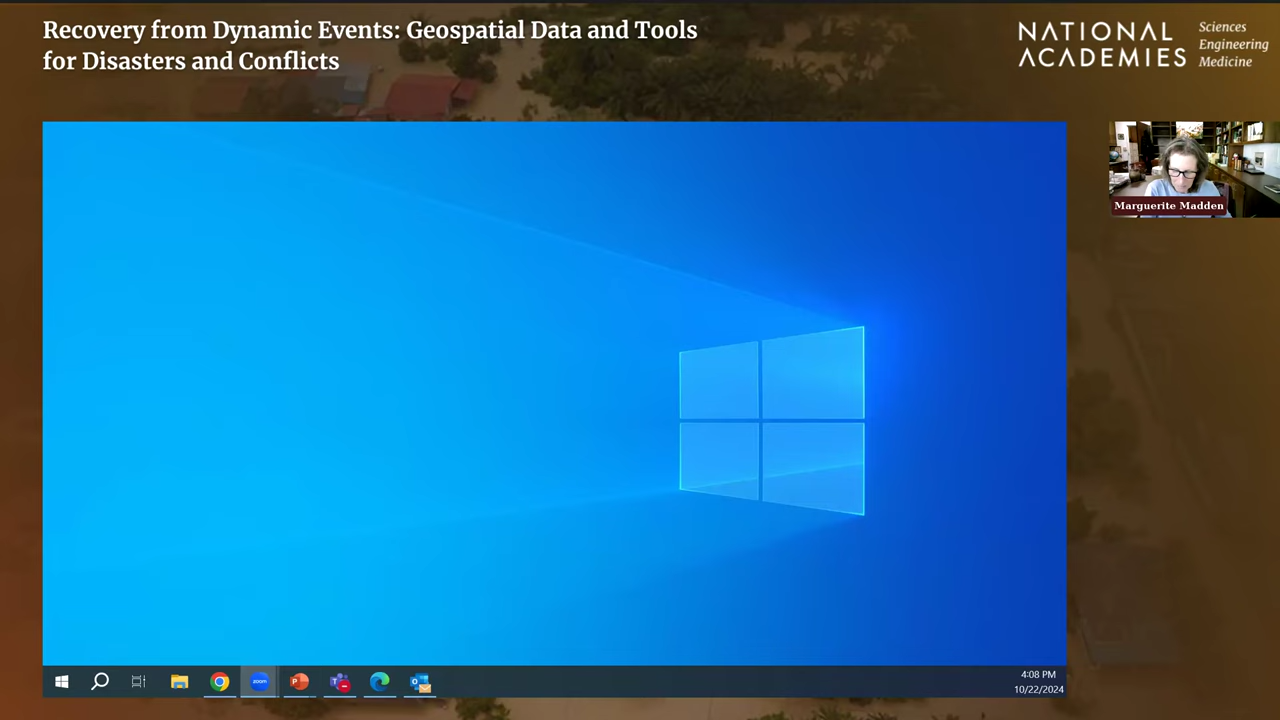 Recovery from Dynamic Events: Geospatial Data and Tools
for Disasters and Conflicts
NATIONAL
ACADEMIES
Sciences
Engineering
Medicine
Marguerite Madden
zoom
4:08 PM
10/22/2024